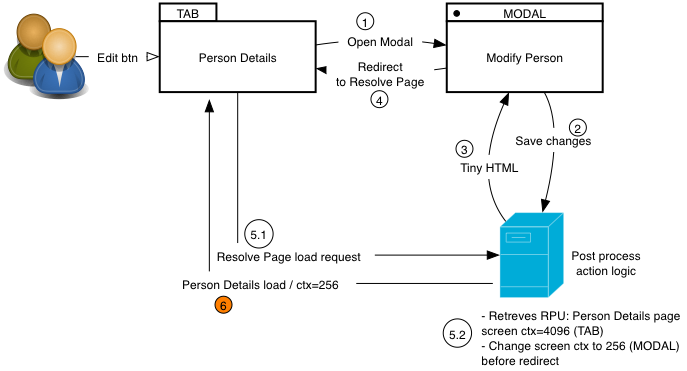 TAB
MODAL
1
Open Modal
Edit btn
Person Details
Modify Person
Redirect
to Resolve Page
4
2
Save changes
3
Tiny HTML
5.1
Resolve Page load request
Post process
action logic
Person Details load / ctx=256
6
5.2
- Retreves RPU: Person Details page
screen ctx=4096 (TAB)
- Change screen ctx to 256 (MODAL)
before redirect